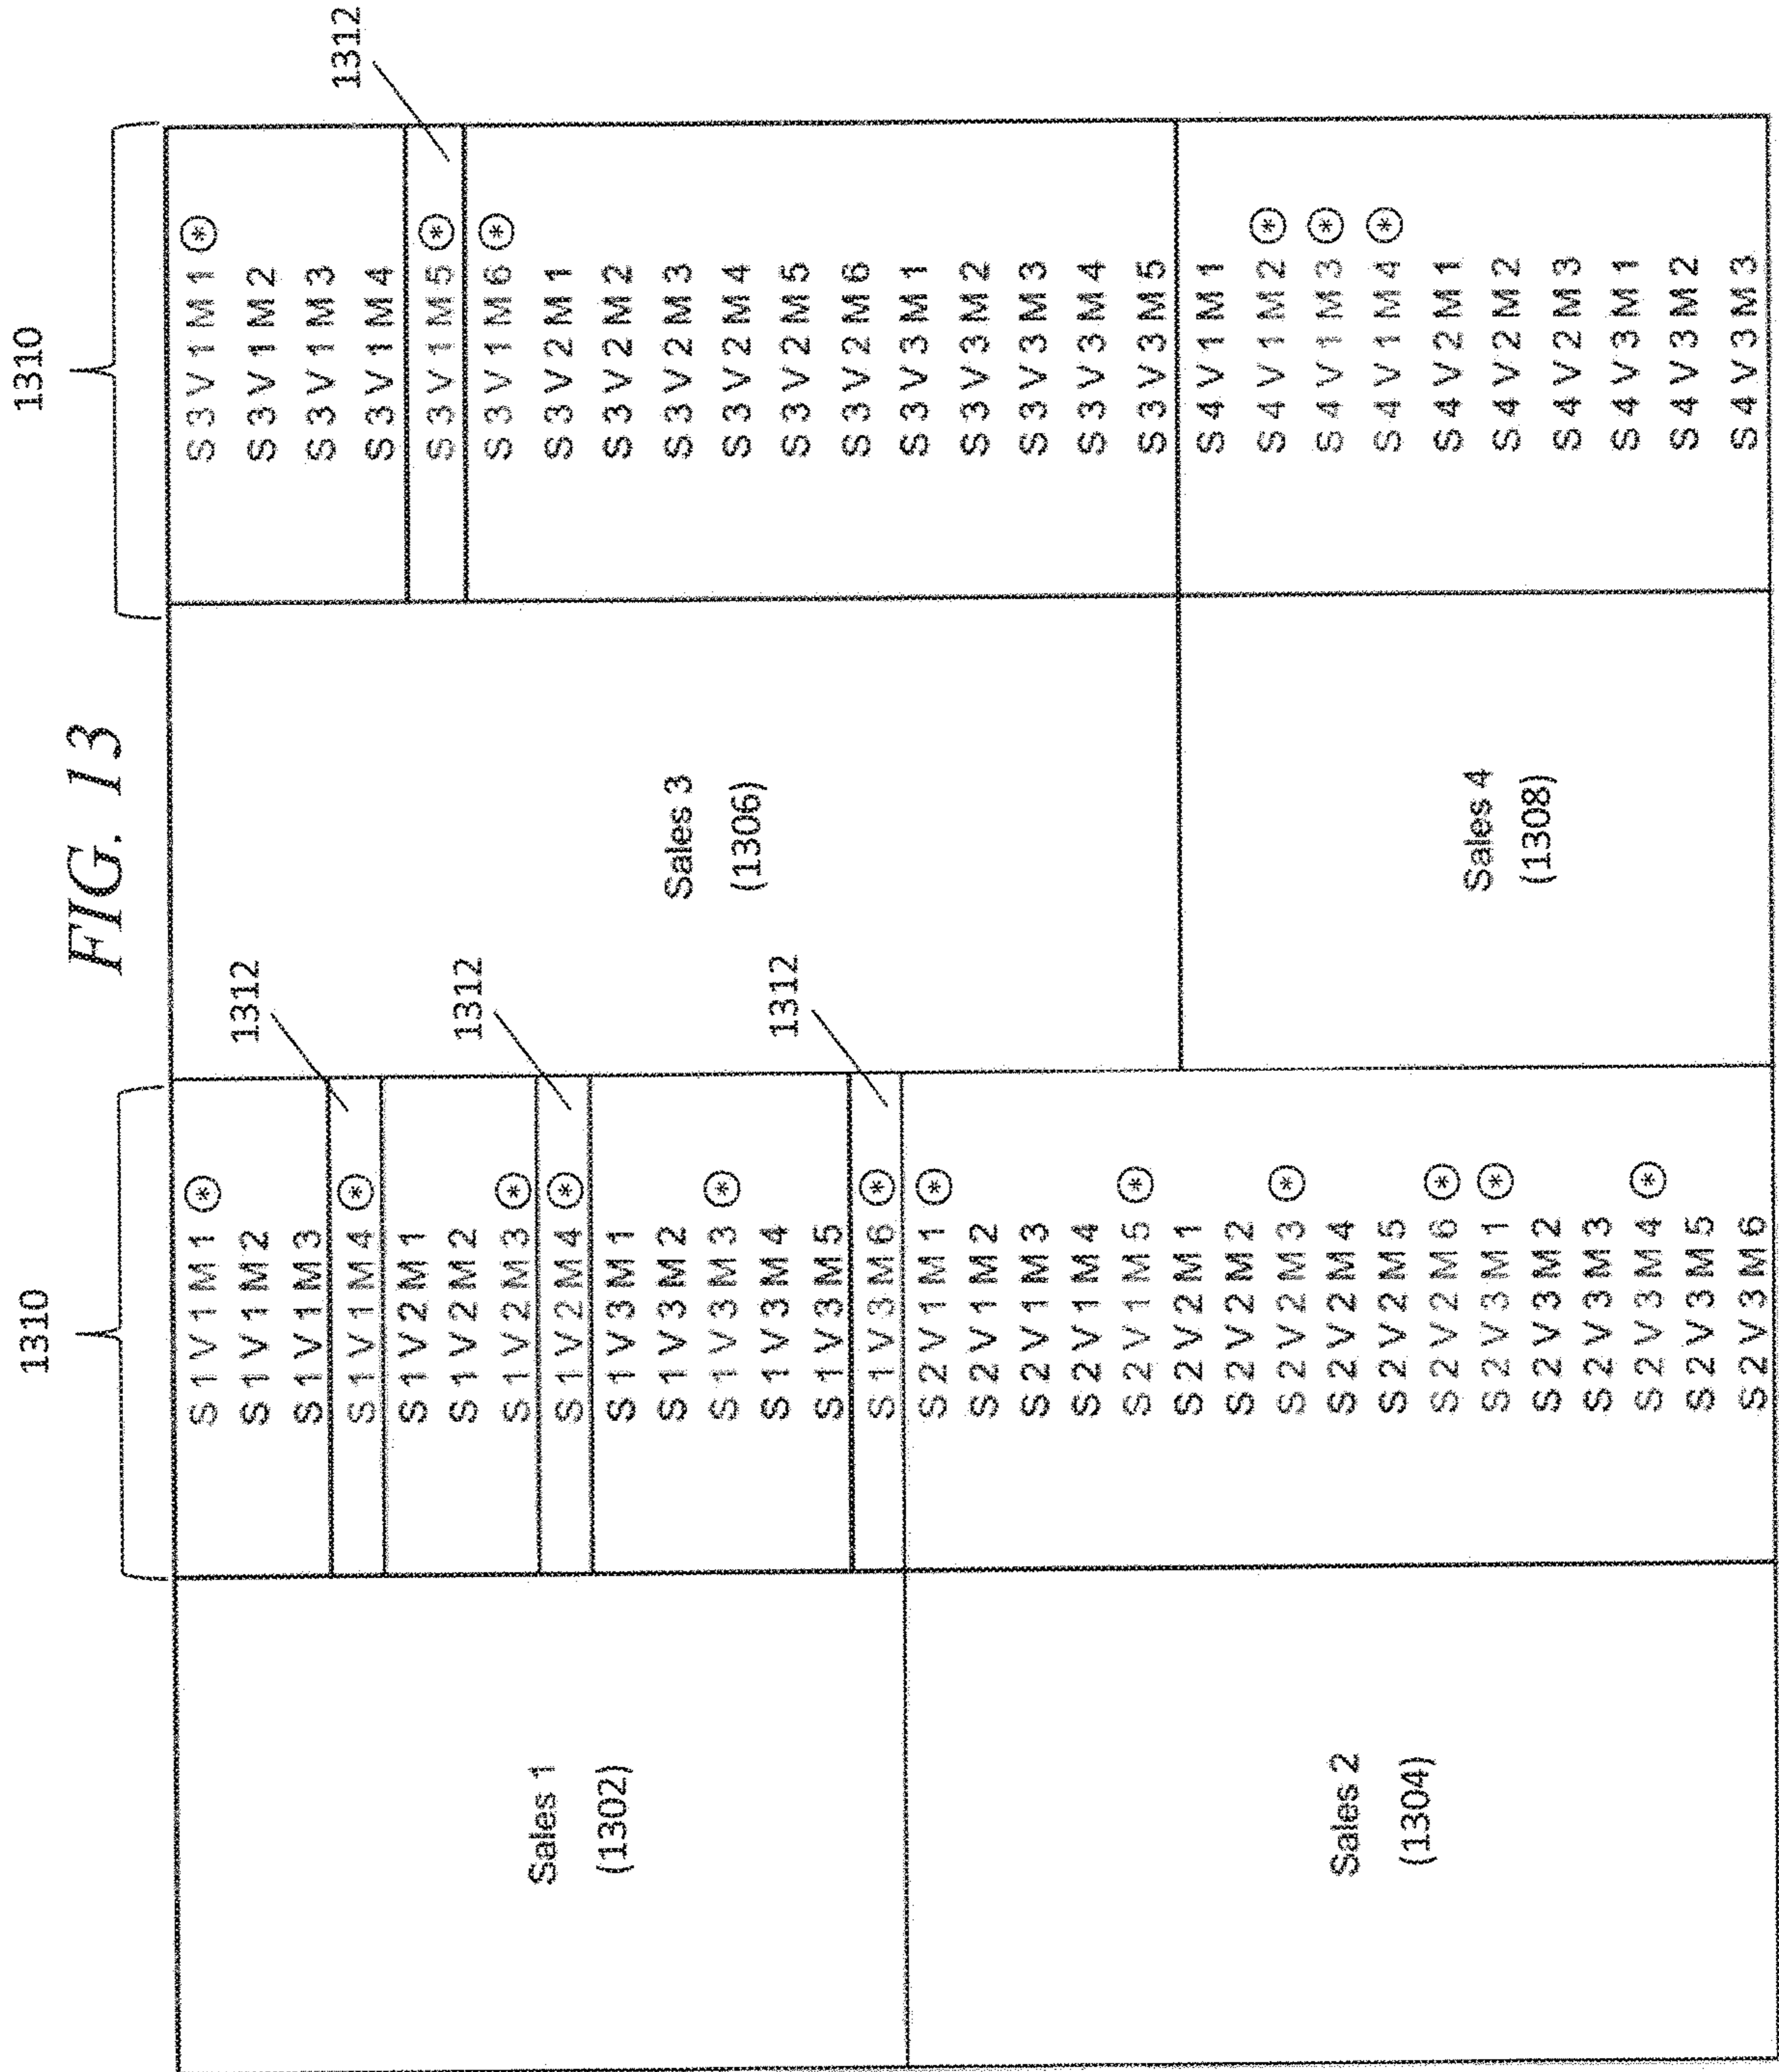 1310
1310
FIG. 13
Sales 1
(1302)
S1V1M1 ⊛
S1V1M2
S1V1M3
S1V1M4 ⊛
1312
S1V2M1
S1V2M2
S1V2M3 ⊛
S1V2M4 ⊛
1312
S1V3M1
S1V3M2
S1V3M3 ⊛
S1V3M4
S1V3M5
S1V3M6 ⊛
1312
Sales 2
(1304)
S2V1M1 ⊛
S2V1M2
S2V1M3
S2V1M4
S2V1M5 ⊛
S2V2M1
S2V2M2
S2V2M3 ⊛
S2V2M4
S2V2M5
S2V2M6 ⊛
S2V3M1 ⊛
S2V3M2
S2V3M3
S2V3M4 ⊛
S2V3M5
S2V3M6
Sales 3
(1306)
S3V1M1 ⊛
S3V1M2
S3V1M3
S3V1M4
S3V1M5 ⊛
1312
S3V1M6 ⊛
S3V2M1
S3V2M2
S3V2M3
S3V2M4
S3V2M5
S3V2M6
S3V3M1
S3V3M2
S3V3M3
S3V3M4
S3V3M5
Sales 4
(1308)
S4V1M1
S4V1M2 ⊛
S4V1M3 ⊛
S4V1M4 ⊛
S4V2M1
S4V2M2
S4V2M3
S4V3M1
S4V3M2
S4V3M3